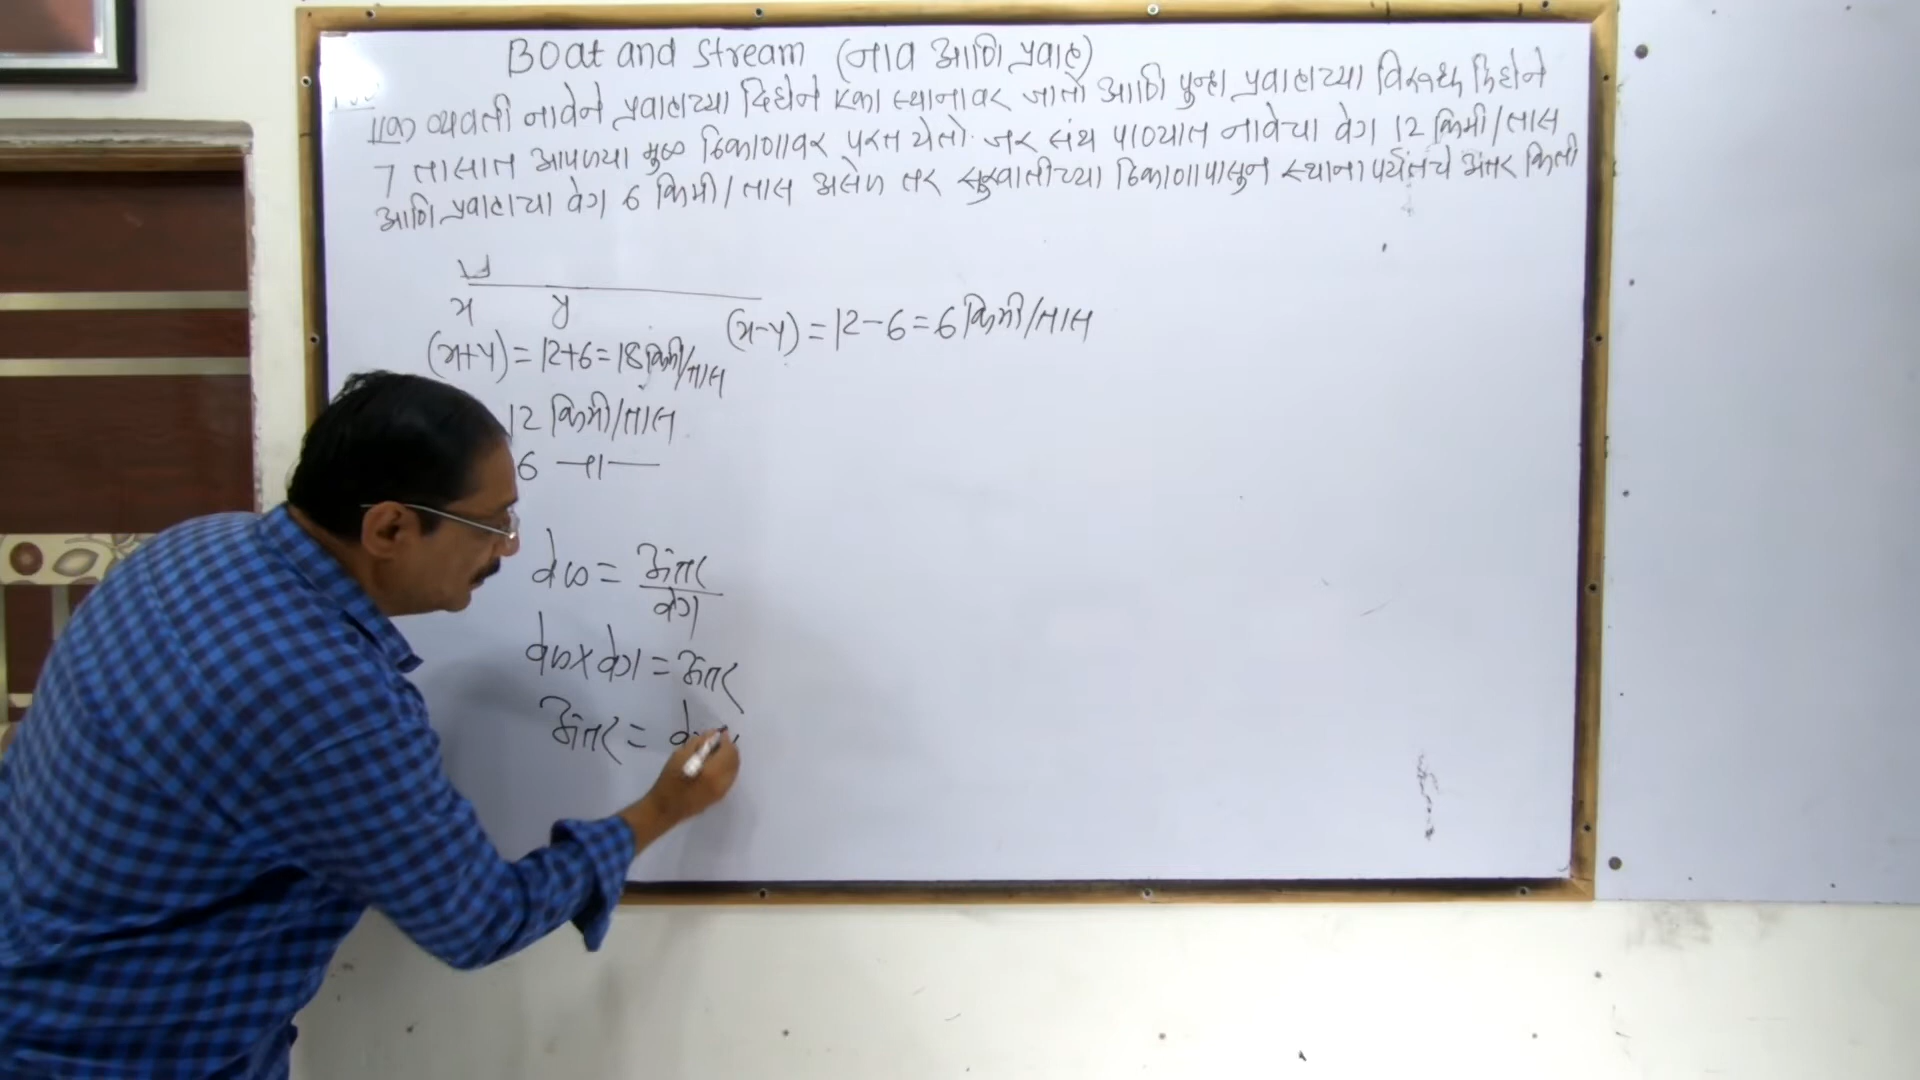 Boat and Stream (नाव आणि प्रवाह)
एक व्यक्ती नावेने प्रवाहाच्या दिशेने एका स्थानावर जातो आणि पुन्हा प्रवाहाच्या विरुध्द दिशेने
7 तासात आपल्या मुळ ठिकाणावर परत येतो. जर संथ पाण्यात नावेचा वेग 12 किमी/तास
आणि प्रवाहाचा वेग 6 किमी/तास असेल तर सुरुवातीच्या ठिकाणापासुन स्थानापर्यंतचे अंतर किती
x y
(x+y) = 12+6 = 18 किमी/तास
(x-y) = 12-6 = 6 किमी/तास
12 किमी/तास
6 —॥—
वेळ = अंतर/वेग
वेळ × वेग = अंतर
अंतर =